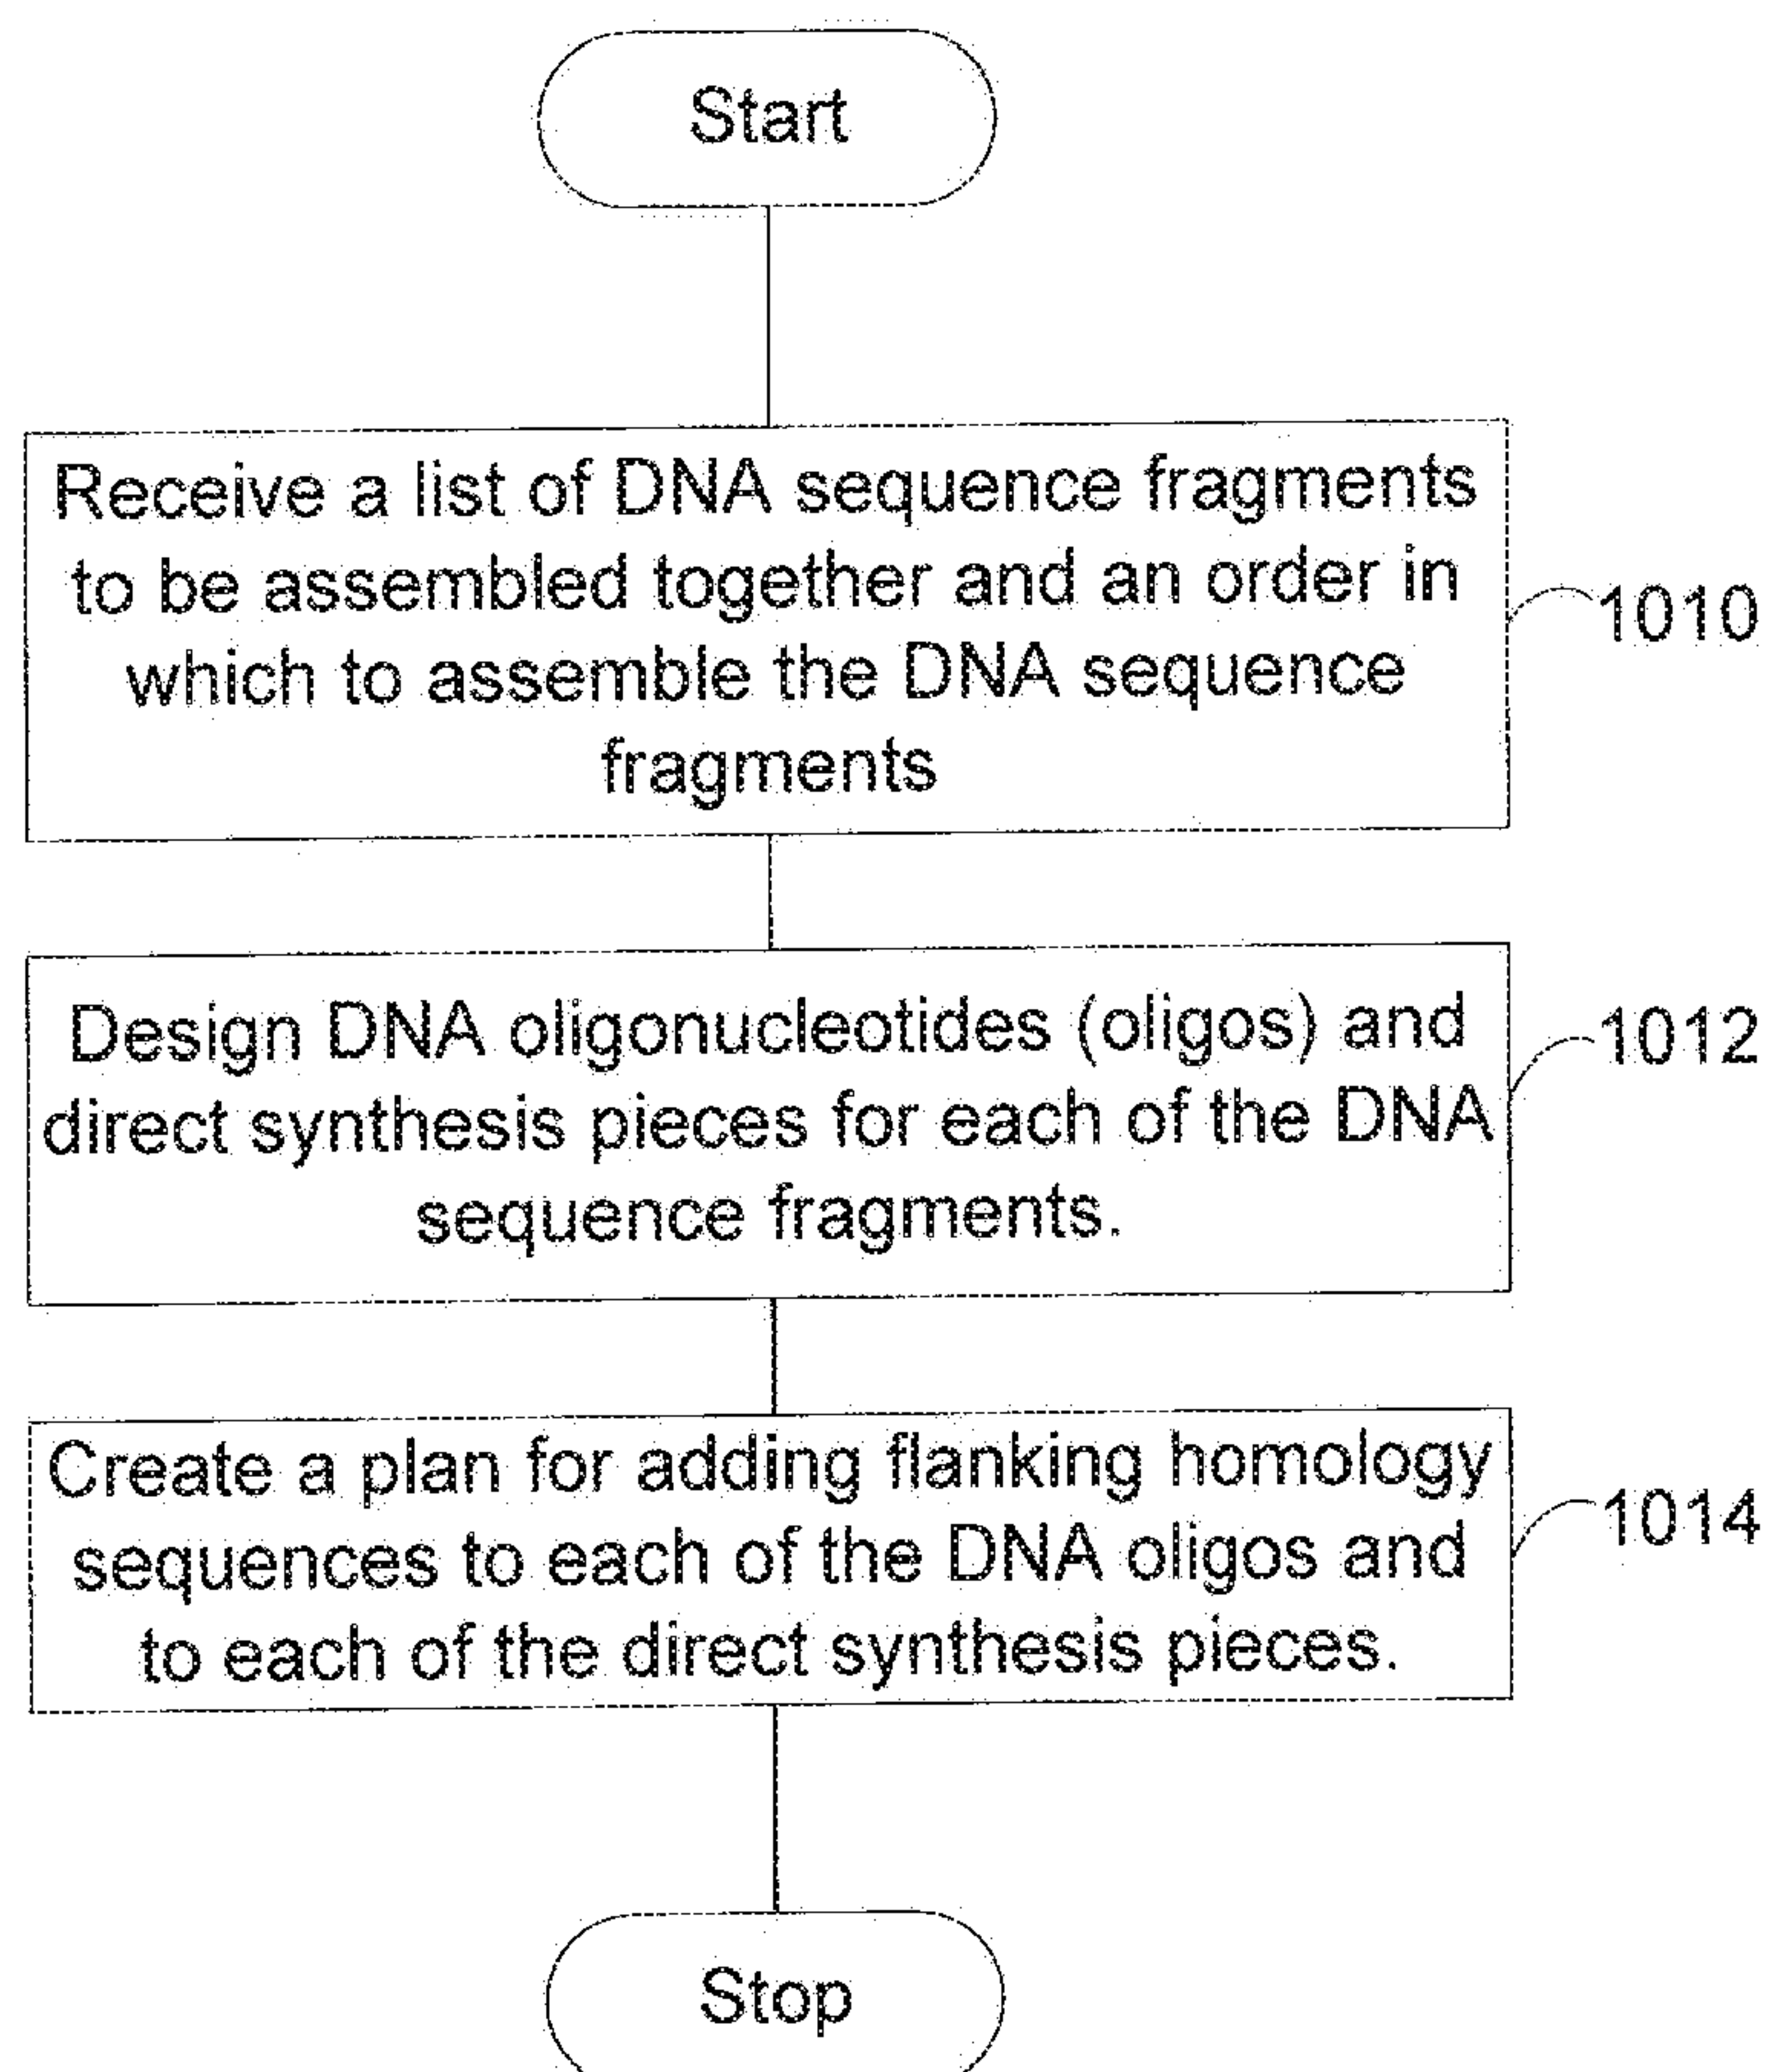 Start
Receive a list of DNA sequence fragments
to be assembled together and an order in
which to assemble the DNA sequence
fragments
1010
Design DNA oligonucleotides (oligos) and
direct synthesis pieces for each of the DNA
sequence fragments.
1012
Create a plan for adding flanking homology
sequences to each of the DNA oligos and
to each of the direct synthesis pieces.
1014
Stop